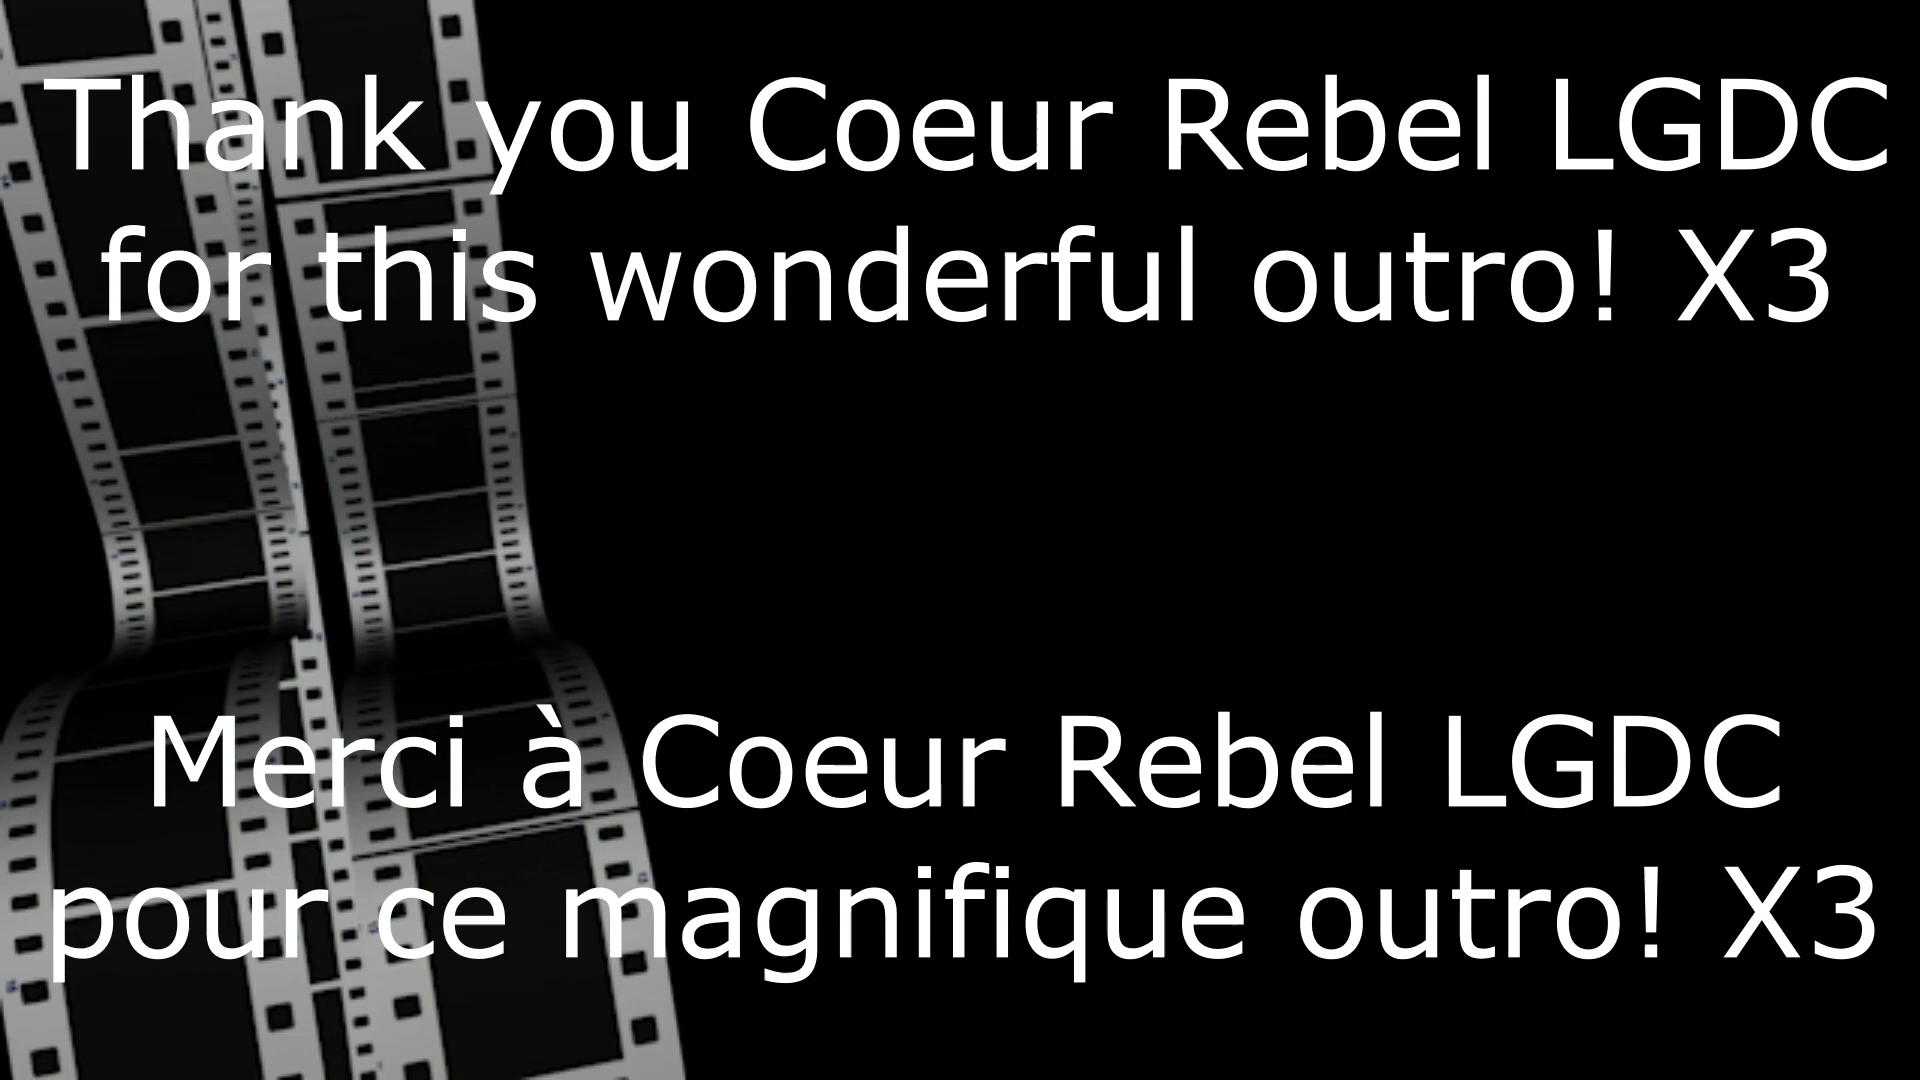 Thank you Coeur Rebel LGDC
for this wonderful outro! X3
Merci à Coeur Rebel LGDC
pour ce magnifique outro! X3